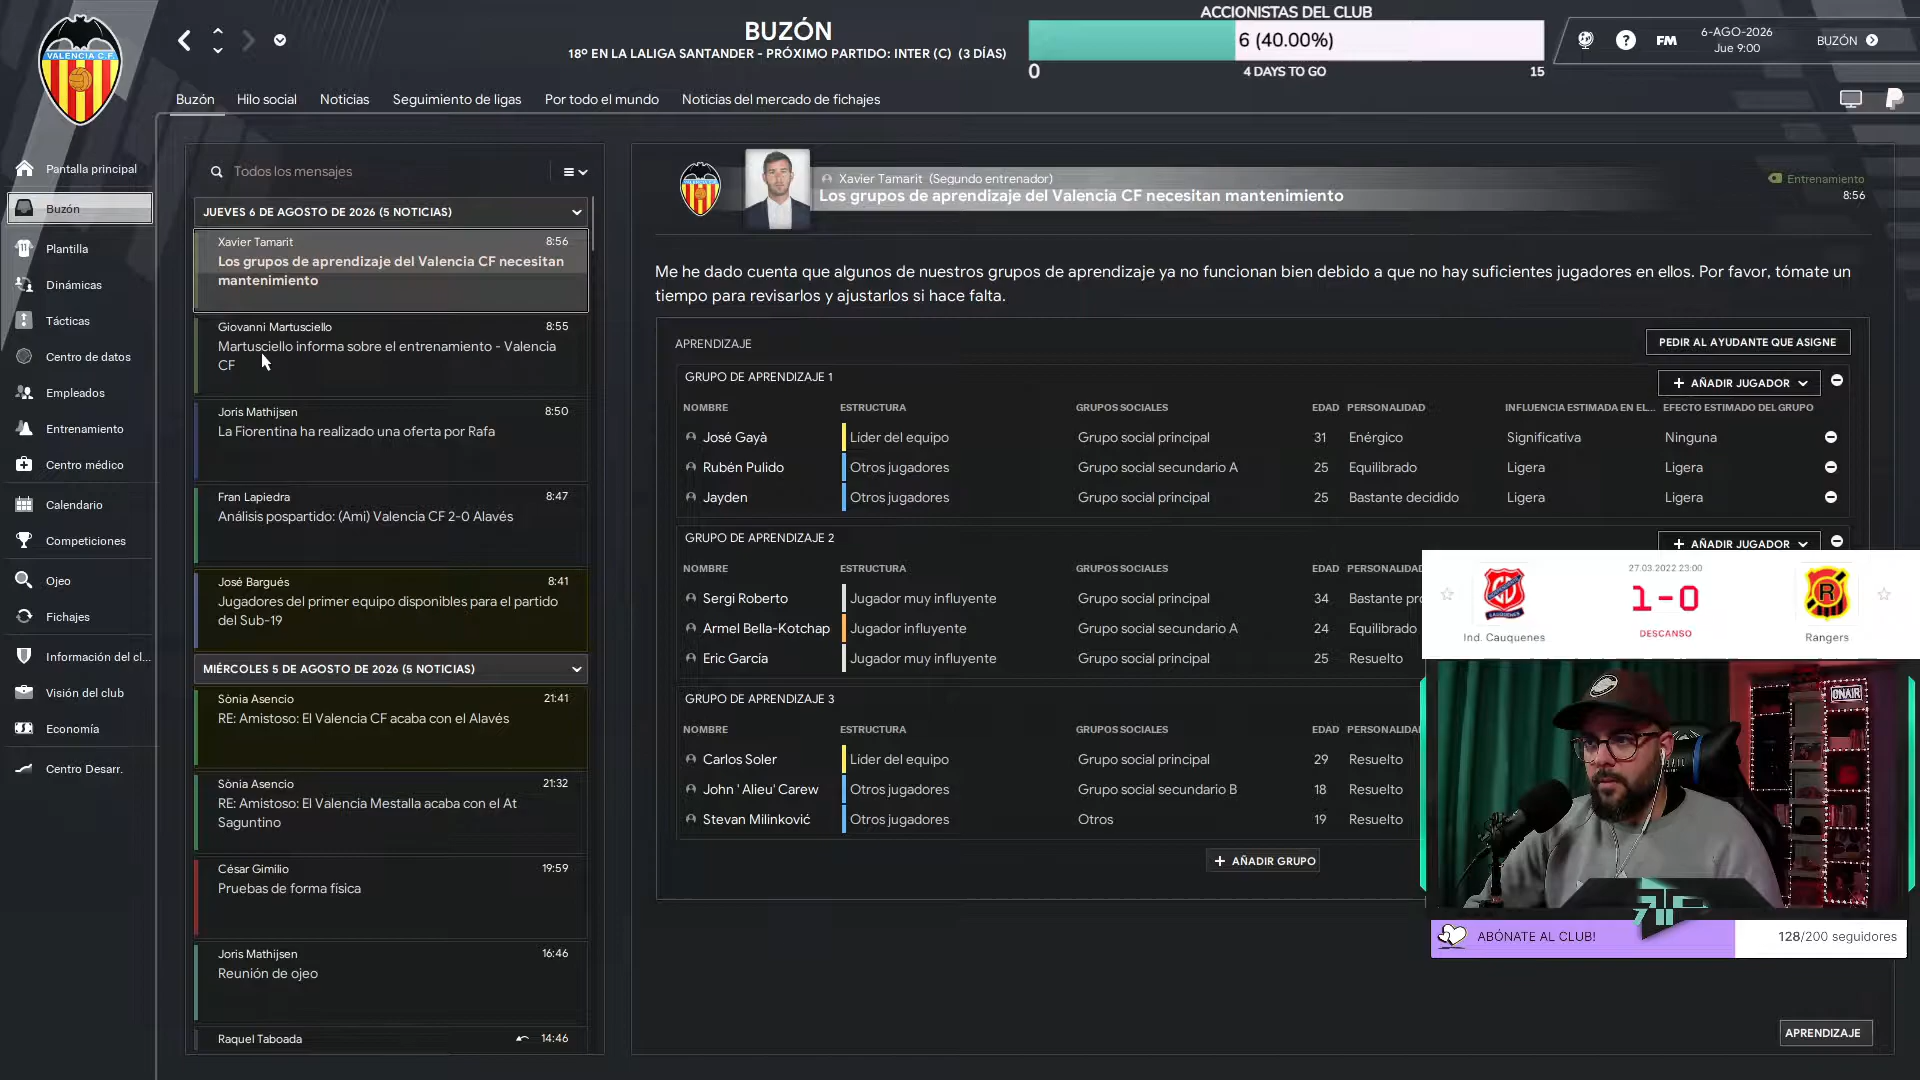 VALENCIA C.F.
BUZÓN
18º EN LA LALIGA SANTANDER - PRÓXIMO PARTIDO: INTER (C) (3 DÍAS)
ACCIONISTAS DEL CLUB
6 (40.00%)
0
4 DAYS TO GO
15
FM
6-AGO-2026
Jue 9:00
BUZÓN
Buzón
Hilo social
Noticias
Seguimiento de ligas
Por todo el mundo
Noticias del mercado de fichajes
Pantalla principal
Buzón
Plantilla
Dinámicas
Tácticas
Centro de datos
Empleados
Entrenamiento
Centro médico
Calendario
Competiciones
Ojeo
Fichajes
Información del cl...
Visión del club
Economía
Centro Desarr.
Todos los mensajes
JUEVES 6 DE AGOSTO DE 2026 (5 NOTICIAS)
Xavier Tamarit 8:56
Los grupos de aprendizaje del Valencia CF necesitan
mantenimiento
Giovanni Martusciello 8:55
Martusciello informa sobre el entrenamiento - Valencia
CF
Joris Mathijsen 8:50
La Fiorentina ha realizado una oferta por Rafa
Fran Lapiedra 8:47
Análisis pospartido: (Ami) Valencia CF 2-0 Alavés
José Bargués 8:41
Jugadores del primer equipo disponibles para el partido
del Sub-19
MIÉRCOLES 5 DE AGOSTO DE 2026 (5 NOTICIAS)
Sònia Asencio 21:41
RE: Amistoso: El Valencia CF acaba con el Alavés
Sònia Asencio 21:32
RE: Amistoso: El Valencia Mestalla acaba con el At
Saguntino
César Gimilio 19:59
Pruebas de forma física
Joris Mathijsen 16:46
Reunión de ojeo
Raquel Taboada 14:46
Xavier Tamarit (Segundo entrenador)
Los grupos de aprendizaje del Valencia CF necesitan mantenimiento
Entrenamiento
8:56
Me he dado cuenta que algunos de nuestros grupos de aprendizaje ya no funcionan bien debido a que no hay suficientes jugadores en ellos. Por favor, tómate un
tiempo para revisarlos y ajustarlos si hace falta.
APRENDIZAJE
PEDIR AL AYUDANTE QUE ASIGNE
GRUPO DE APRENDIZAJE 1
+ AÑADIR JUGADOR
NOMBRE ESTRUCTURA GRUPOS SOCIALES EDAD PERSONALIDAD INFLUENCIA ESTIMADA EN EL... EFECTO ESTIMADO DEL GRUPO
José Gayà Líder del equipo Grupo social principal 31 Enérgico Significativa Ninguna
Rubén Pulido Otros jugadores Grupo social secundario A 25 Equilibrado Ligera Ligera
Jayden Otros jugadores Grupo social principal 25 Bastante decidido Ligera Ligera
GRUPO DE APRENDIZAJE 2
+ AÑADIR JUGADOR
NOMBRE ESTRUCTURA GRUPOS SOCIALES EDAD PERSONALIDAD
Sergi Roberto Jugador muy influyente Grupo social principal 34 Bastante pro
Armel Bella-Kotchap Jugador influyente Grupo social secundario A 24 Equilibrado
Eric García Jugador muy influyente Grupo social principal 25 Resuelto
GRUPO DE APRENDIZAJE 3
NOMBRE ESTRUCTURA GRUPOS SOCIALES EDAD PERSONALIDA
Carlos Soler Líder del equipo Grupo social principal 29 Resuelto
John 'Alieu' Carew Otros jugadores Grupo social secundario B 18 Resuelto
Stevan Milinković Otros jugadores Otros 19 Resuelto
+ AÑADIR GRUPO
27.03.2022 23:00
1-0
DESCANSO
Ind. Cauquenes
R
Rangers
ON AIR
ABÓNATE AL CLUB!
128/200 seguidores
APRENDIZAJE